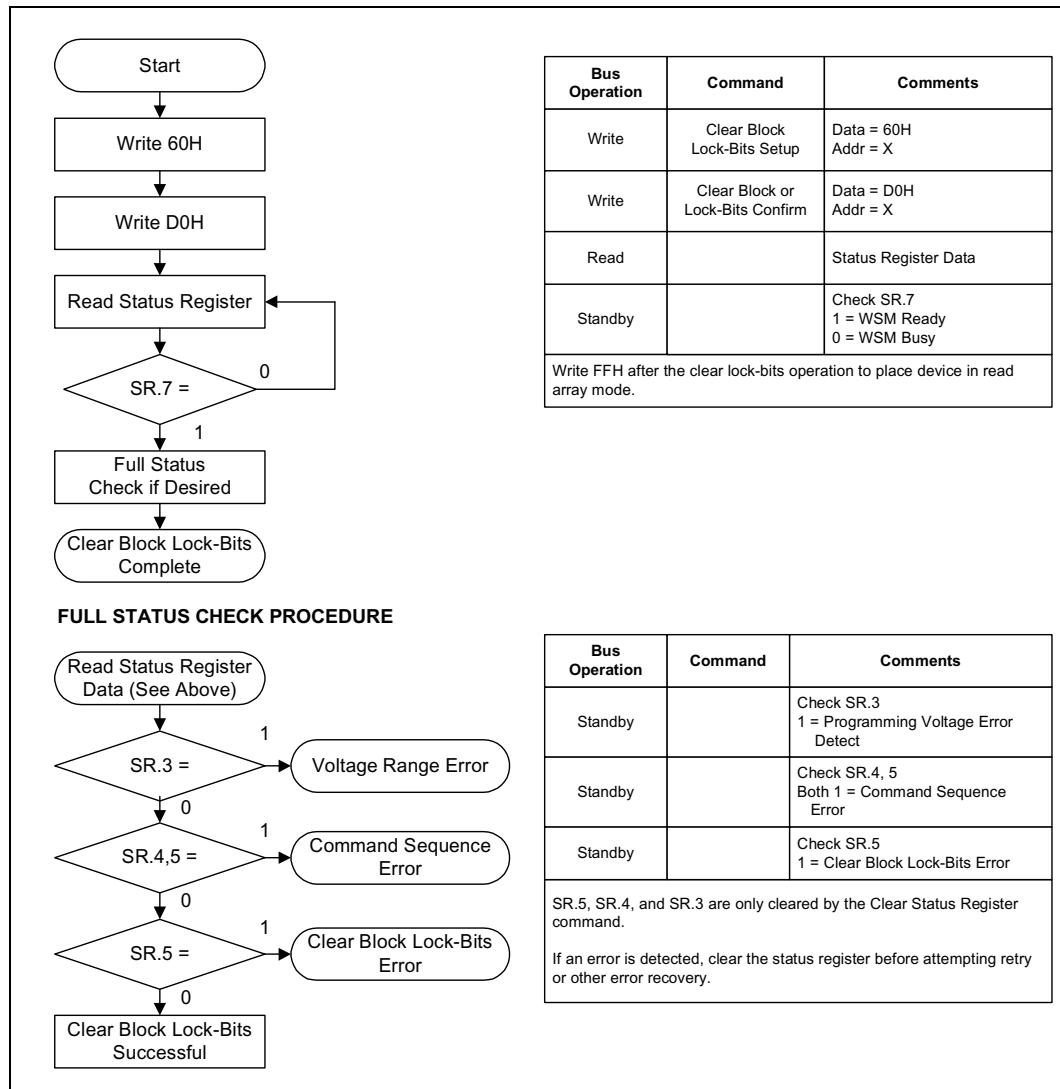 Start
Write 60H
Write D0H
Read Status Register
SR.7 =
0
1
Full Status
Check if Desired
Clear Block Lock-Bits
Complete
Bus
Operation
Command
Comments
Write
Clear Block
Lock-Bits Setup
Data = 60H
Addr = X
Write
Clear Block or
Lock-Bits Confirm
Data = D0H
Addr = X
Read
Status Register Data
Standby
Check SR.7
1 = WSM Ready
0 = WSM Busy
Write FFH after the clear lock-bits operation to place device in read
array mode.
FULL STATUS CHECK PROCEDURE
Read Status Register
Data (See Above)
SR.3 =
1
Voltage Range Error
0
SR.4,5 =
1
Command Sequence
Error
0
SR.5 =
1
Clear Block Lock-Bits
Error
0
Clear Block Lock-Bits
Successful
Bus
Operation
Command
Comments
Standby
Check SR.3
1 = Programming Voltage Error
Detect
Standby
Check SR.4, 5
Both 1 = Command Sequence
Error
Standby
Check SR.5
1 = Clear Block Lock-Bits Error
SR.5, SR.4, and SR.3 are only cleared by the Clear Status Register
command.
If an error is detected, clear the status register before attempting retry
or other error recovery.